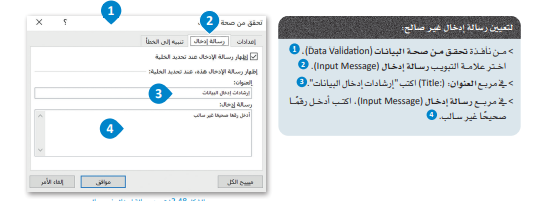 لتعيين رسالة إدخال غير صالح:
> من نافذة تحقق من صحة البيانات (Data Validation)، 1
اختر علامة التبويب رسالة إدخال (Input Message). 2
> في مربع العنوان: (Title:) اكتب "إرشادات إدخال البيانات". 3
> في مربع رسالة إدخال (Input Message)، اكتب أدخل رقمًا
صحيحًا غير سالب. 4
تحقق من صحة
? ×
1
2
إعدادات
رسالة إدخال
تنبيه إلى الخطأ
إظهار رسالة الإدخال عند تحديد الخلية
إظهار رسالة الإدخال هذه، عند تحديد الخلية:
العنوان:
إرشادات إدخال البيانات
3
رسالة إدخال:
أدخل رقما صحيحا غير سالب
4
مسح الكل
موافق
إلغاء الأمر